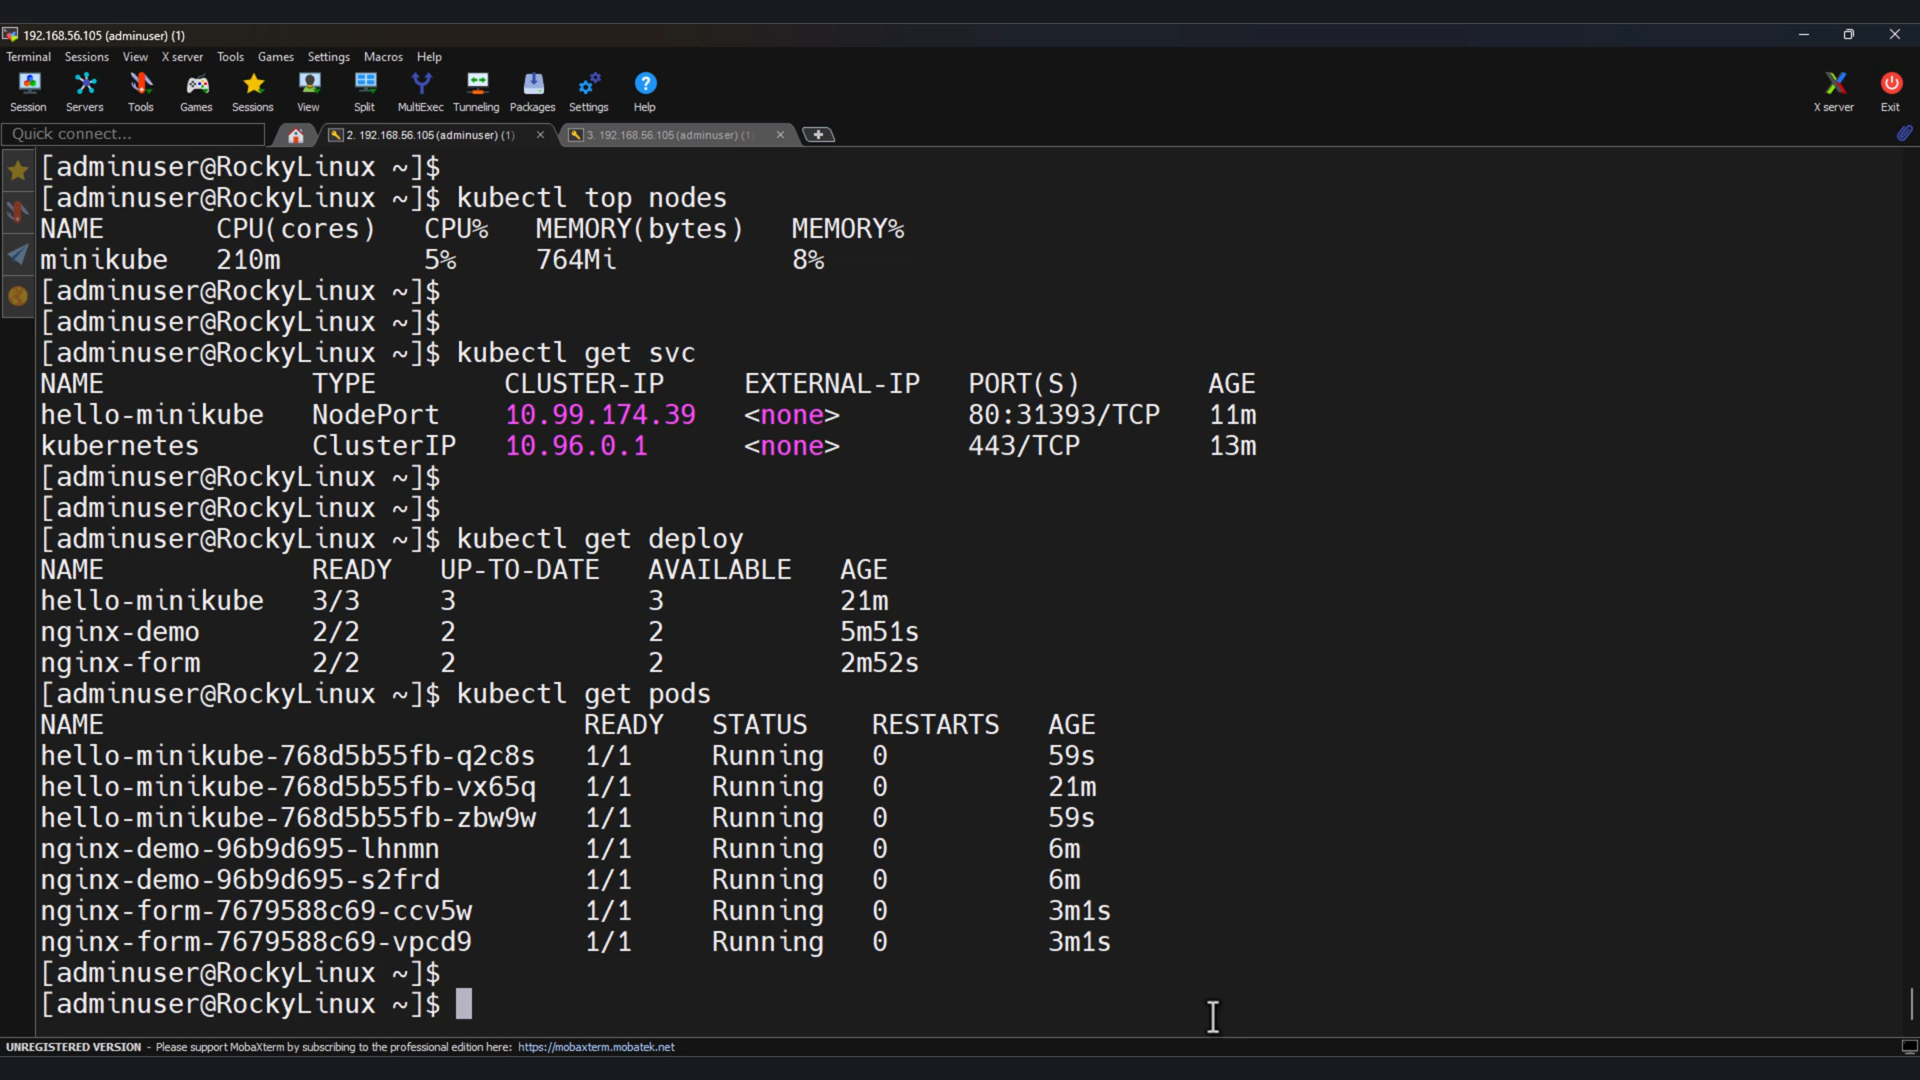 192.168.56.105 (adminuser) (1)
Terminal Sessions View X server Tools Games Settings Macros Help
Session Servers Tools Games Sessions View Split MultiExec Tunneling Packages Settings Help X server Exit
Quick connect... 2. 192.168.56.105 (adminuser) (1) 3. 192.168.56.105 (adminuser) (1)
[adminuser@RockyLinux ~]$
[adminuser@RockyLinux ~]$ kubectl top nodes
NAME CPU(cores) CPU% MEMORY(bytes) MEMORY%
minikube 210m 5% 764Mi 8%
[adminuser@RockyLinux ~]$
[adminuser@RockyLinux ~]$
[adminuser@RockyLinux ~]$ kubectl get svc
NAME TYPE CLUSTER-IP EXTERNAL-IP PORT(S) AGE
hello-minikube NodePort 10.99.174.39 <none> 80:31393/TCP 11m
kubernetes ClusterIP 10.96.0.1 <none> 443/TCP 13m
[adminuser@RockyLinux ~]$
[adminuser@RockyLinux ~]$
[adminuser@RockyLinux ~]$ kubectl get deploy
NAME READY UP-TO-DATE AVAILABLE AGE
hello-minikube 3/3 3 3 21m
nginx-demo 2/2 2 2 5m51s
nginx-form 2/2 2 2 2m52s
[adminuser@RockyLinux ~]$ kubectl get pods
NAME READY STATUS RESTARTS AGE
hello-minikube-768d5b55fb-q2c8s 1/1 Running 0 59s
hello-minikube-768d5b55fb-vx65q 1/1 Running 0 21m
hello-minikube-768d5b55fb-zbw9w 1/1 Running 0 59s
nginx-demo-96b9d695-lhnmn 1/1 Running 0 6m
nginx-demo-96b9d695-s2frd 1/1 Running 0 6m
nginx-form-7679588c69-ccv5w 1/1 Running 0 3m1s
nginx-form-7679588c69-vpcd9 1/1 Running 0 3m1s
[adminuser@RockyLinux ~]$
[adminuser@RockyLinux ~]$
UNREGISTERED VERSION - Please support MobaXterm by subscribing to the professional edition here: https://mobaxterm.mobatek.net